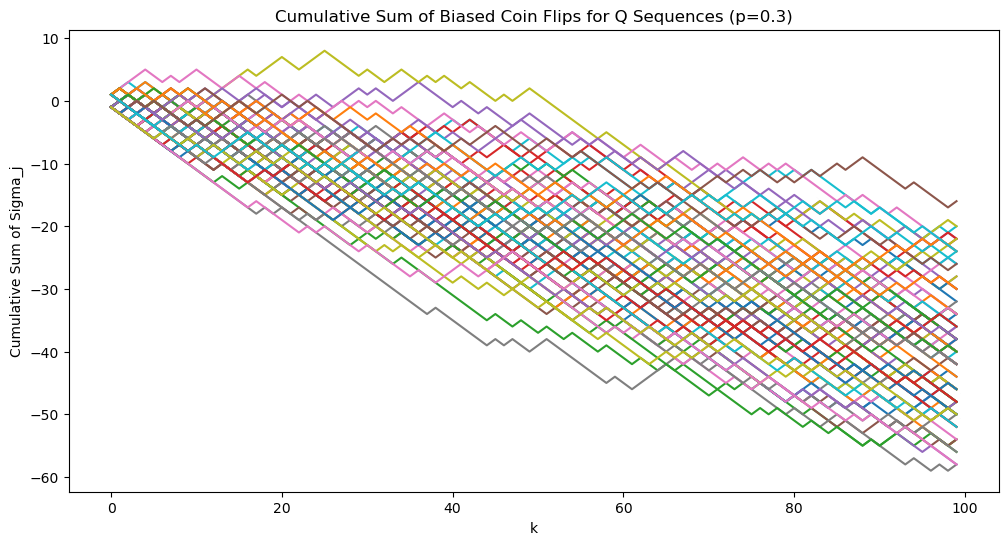 Cumulative Sum of Biased Coin Flips for Q Sequences (p=0.3)
10
0
−10
−20
−30
−40
−50
−60
Cumulative Sum of Sigma_j
0 20 40 60 80 100
k